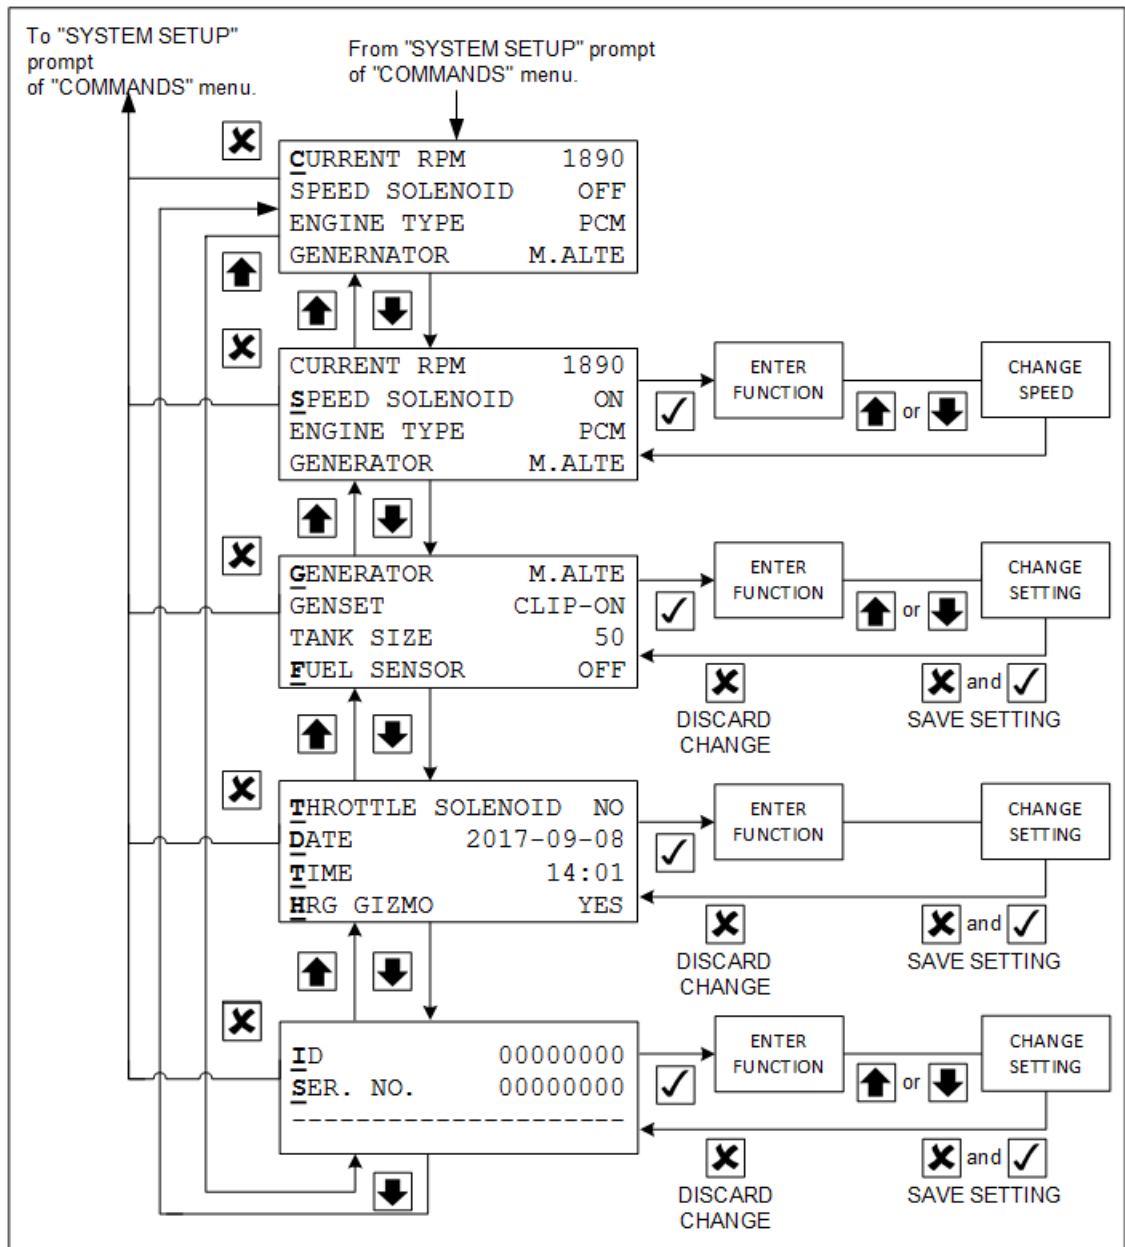 To "SYSTEM SETUP"
prompt
of "COMMANDS" menu.
From "SYSTEM SETUP" prompt
of "COMMANDS" menu.
CURRENT RPM 1890
SPEED SOLENOID OFF
ENGINE TYPE PCM
GENERNATOR M.ALTE
CURRENT RPM 1890
SPEED SOLENOID ON
ENGINE TYPE PCM
GENERATOR M.ALTE
ENTER
FUNCTION
or
CHANGE
SPEED
GENERATOR M.ALTE
GENSET CLIP-ON
TANK SIZE 50
FUEL SENSOR OFF
ENTER
FUNCTION
or
CHANGE
SETTING
DISCARD
CHANGE
and
SAVE SETTING
THROTTLE SOLENOID NO
DATE 2017-09-08
TIME 14:01
HRG GIZMO YES
ENTER
FUNCTION
CHANGE
SETTING
DISCARD
CHANGE
and
SAVE SETTING
ID 00000000
SER. NO. 00000000
---------------------
ENTER
FUNCTION
or
CHANGE
SETTING
DISCARD
CHANGE
and
SAVE SETTING